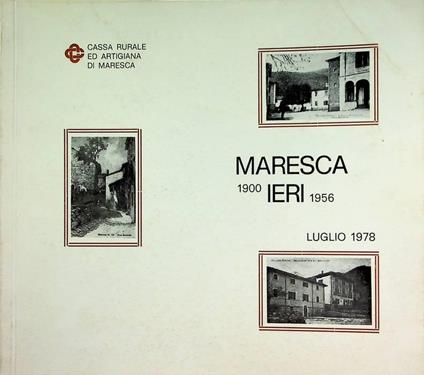 CASSA RURALE
ED ARTIGIANA
DI MARESCA
MARESCA
1900 IERI 1956
LUGLIO 1978